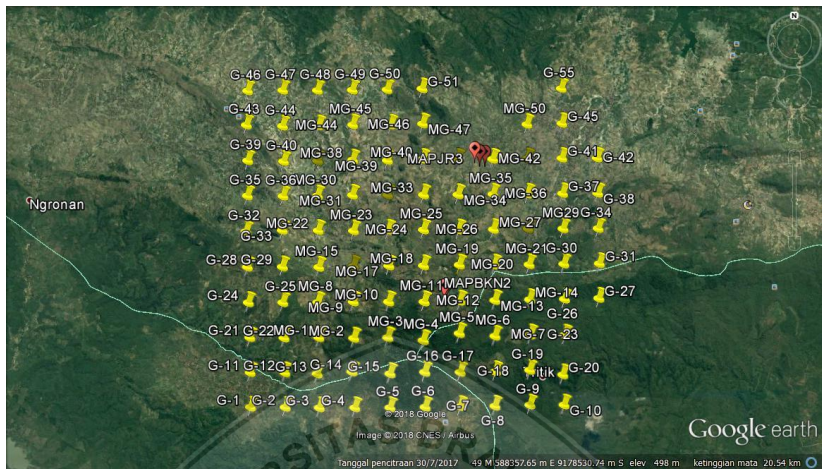 N
G-46 G-47 G-48 G-49 G-50 G-51 G-55
G-43 G-44 MG-44 MG-45 MG-46 MG-47 MG-50 G-45
G-39 G-40 MG-38 MG-39 MG-40 MAPJR3 MG-42 G-41 G-42
G-35 G-36 MG-30 MG-31 MG-33 MG-34 MG-35 MG-36 G-37 G-38
Ngronan
G-32 G-33 MG-22 MG-23 MG-24 MG-25 MG-26 MG-27 MG29 G-34
G-28 G-29 MG-15 MG-17 MG-18 MG-19 MG-20 MG-21 G-30 G-31
G-24 G-25 MG-8 MG-9 MG-10 MG-11 MAPBKN2 MG-12 MG-13 MG-14 G-26 G-27
G-21 G-22 MG-1 MG-2 MG-3 MG-4 MG-5 MG-6 MG-7 G-23
G-11 G-12 G-13 G-14 G-15 G-16 G-17 G-18 G-19 G-20
G-1 G-2 G-3 G-4 G-5 G-6 G-7 G-8 G-9 G-10
© 2018 Google
Image © 2018 CNES / Airbus
Google earth
Tanggal pencitraan 30/7/2017 49 M 588357.65 m E 9178530.74 m S elev 498 m ketinggian mata 20.54 km